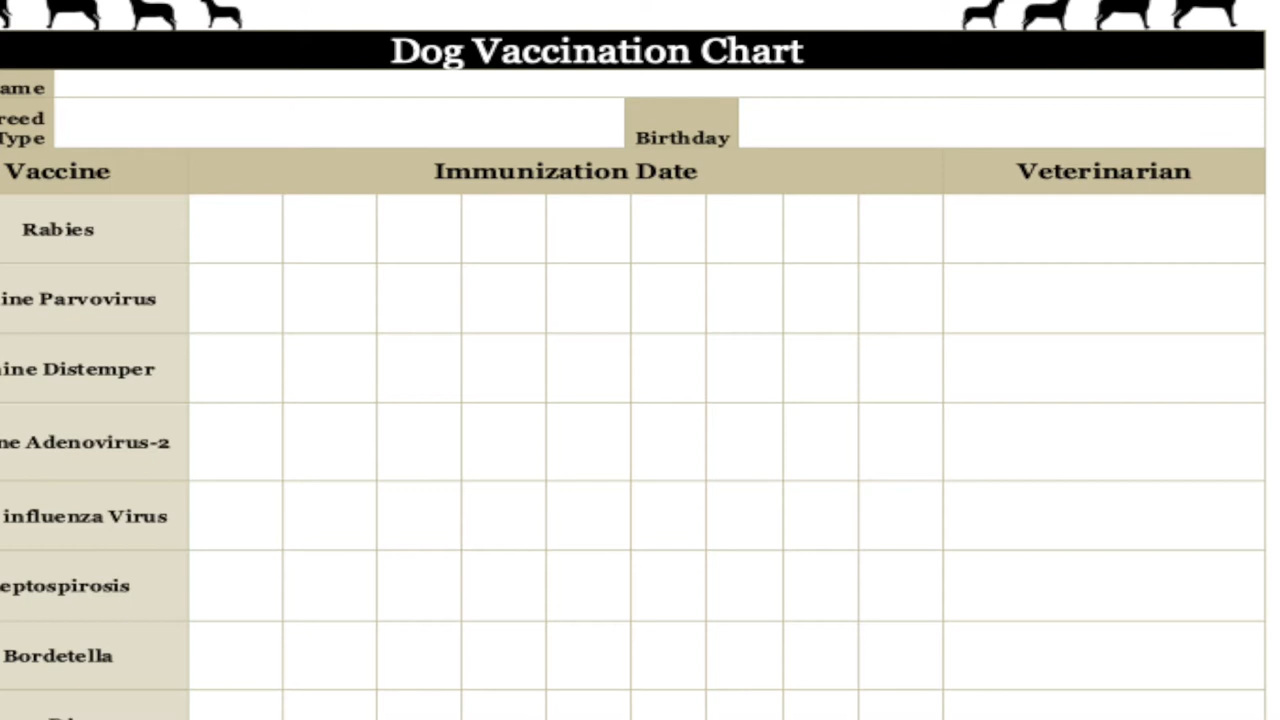 Dog Vaccination Chart
ame
reed
Type
Birthday
Vaccine
Immunization Date
Veterinarian
Rabies
ine Parvovirus
ine Distemper
ne Adenovirus-2
influenza Virus
eptospirosis
Bordetella